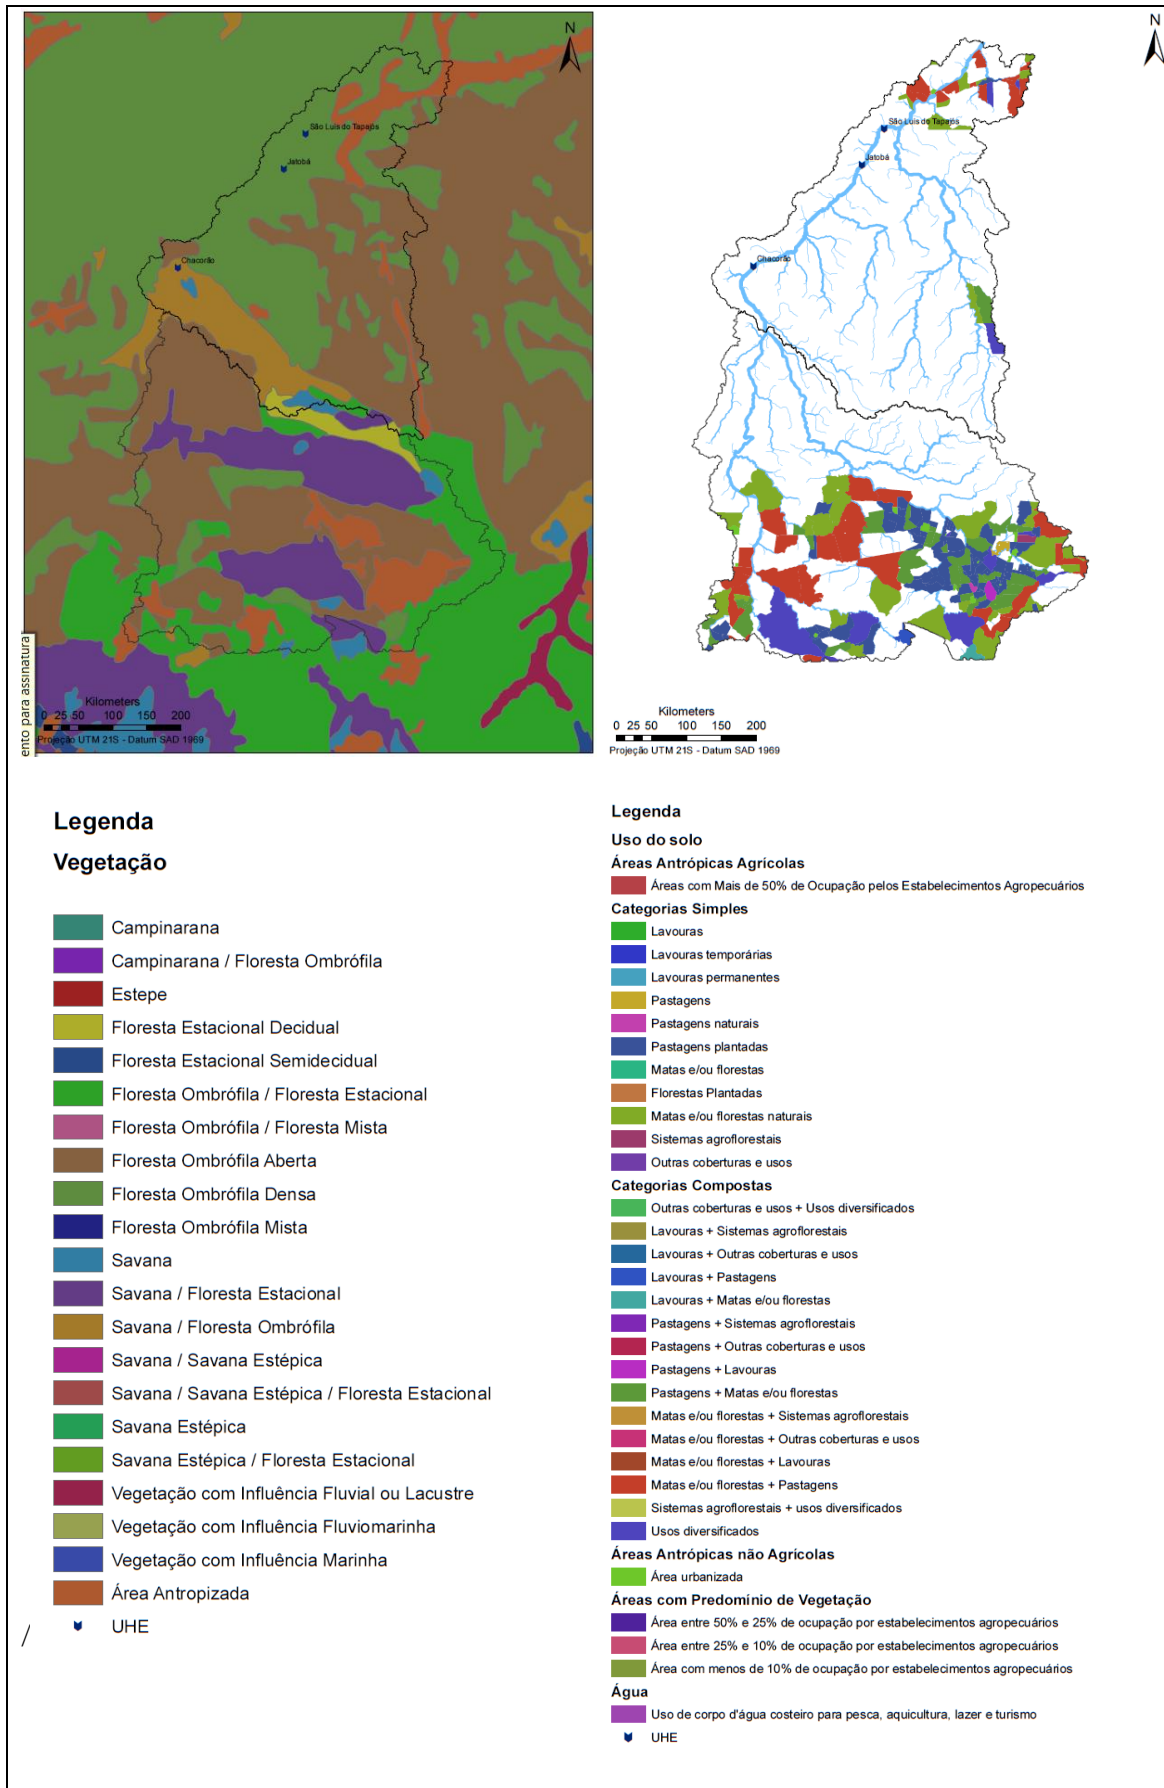 N
São Luis do Tapajós
Jatobá
Chacorão
Kilometers
0 25 50 100 150 200
Projeção UTM 21S - Datum SAD 1969
ento para assinatura
N
São Luis do Tapajós
Jatobá
Chacorão
Kilometers
0 25 50 100 150 200
Projeção UTM 21S - Datum SAD 1969
Legenda
Vegetação
Campinarana
Campinarana / Floresta Ombrófila
Estepe
Floresta Estacional Decidual
Floresta Estacional Semidecidual
Floresta Ombrófila / Floresta Estacional
Floresta Ombrófila / Floresta Mista
Floresta Ombrófila Aberta
Floresta Ombrófila Densa
Floresta Ombrófila Mista
Savana
Savana / Floresta Estacional
Savana / Floresta Ombrófila
Savana / Savana Estépica
Savana / Savana Estépica / Floresta Estacional
Savana Estépica
Savana Estépica / Floresta Estacional
Vegetação com Influência Fluvial ou Lacustre
Vegetação com Influência Fluviomarinha
Vegetação com Influência Marinha
Área Antropizada
UHE
/
Legenda
Uso do solo
Áreas Antrópicas Agrícolas
Áreas com Mais de 50% de Ocupação pelos Estabelecimentos Agropecuários
Categorias Simples
Lavouras
Lavouras temporárias
Lavouras permanentes
Pastagens
Pastagens naturais
Pastagens plantadas
Matas e/ou florestas
Florestas Plantadas
Matas e/ou florestas naturais
Sistemas agroflorestais
Outras coberturas e usos
Categorias Compostas
Outras coberturas e usos + Usos diversificados
Lavouras + Sistemas agroflorestais
Lavouras + Outras coberturas e usos
Lavouras + Pastagens
Lavouras + Matas e/ou florestas
Pastagens + Sistemas agroflorestais
Pastagens + Outras coberturas e usos
Pastagens + Lavouras
Pastagens + Matas e/ou florestas
Matas e/ou florestas + Sistemas agroflorestais
Matas e/ou florestas + Outras coberturas e usos
Matas e/ou florestas + Lavouras
Matas e/ou florestas + Pastagens
Sistemas agroflorestais + usos diversificados
Usos diversificados
Áreas Antrópicas não Agrícolas
Área urbanizada
Áreas com Predomínio de Vegetação
Área entre 50% e 25% de ocupação por estabelecimentos agropecuários
Área entre 25% e 10% de ocupação por estabelecimentos agropecuários
Área com menos de 10% de ocupação por estabelecimentos agropecuários
Água
Uso de corpo d'água costeiro para pesca, aquicultura, lazer e turismo
UHE